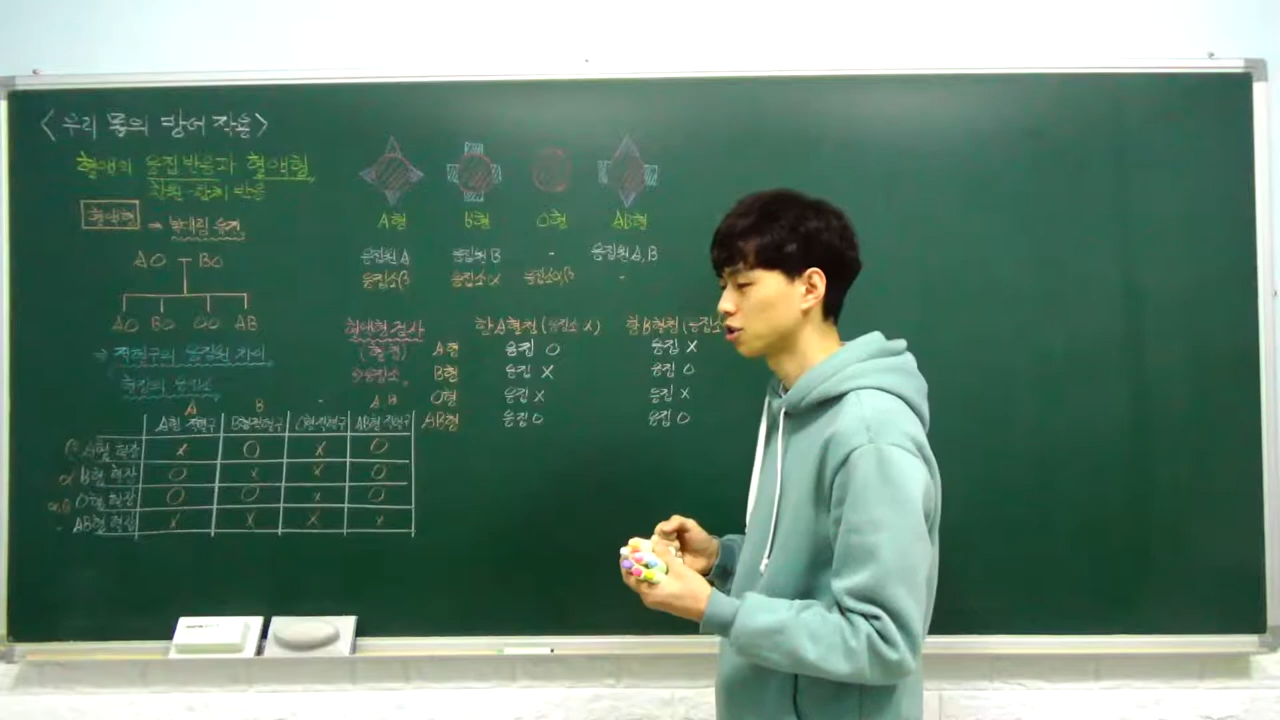 <우리 몸의 방어 작용>
혈액의 응집 반응과 혈액형
항원-항체 반응
혈액형 → 복대립 유전
AO BO
AO BO OO AB
→ 적혈구의 응집원 차이
혈장의 응집소
A B - A B
A형 적혈구 B형 적혈구 O형 적혈구 AB형 적혈구
β A형 혈장 X O X O
α B형 혈장 O X X O
α,β O형 혈장 O O X O
- AB형 혈장 X X X X
A형 B형 O형 AB형
응집원 A 응집원 B - 응집원 A,B
응집소 β 응집소 α 응집소 α,β -
혈액형 검사 항 A 혈청 (응집소 α) 항 B 혈청 (응집소
(혈청) A형 응집 O 응집 X
응집소. B형 응집 X 응집 O
O형 응집 X 응집 X
AB형 응집 O 응집 O